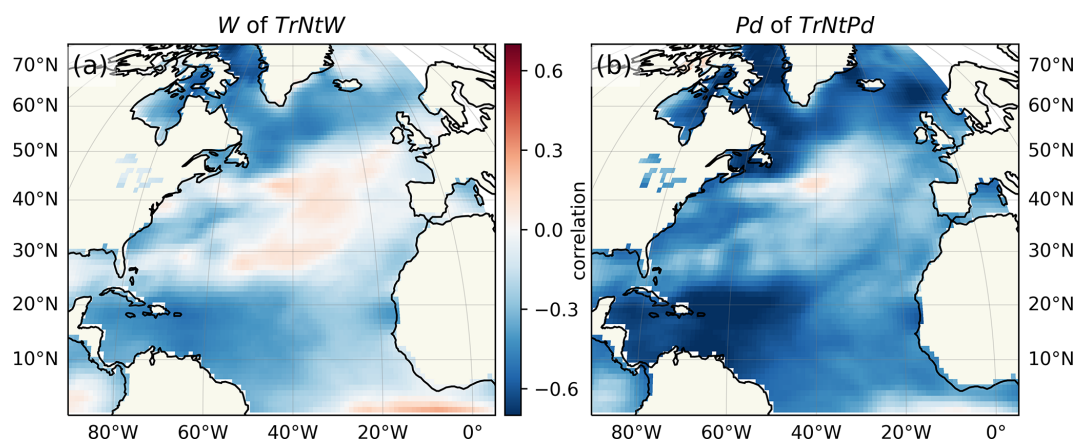 W of TrNtW
Pd of TrNtPd
(a)
(b)
70°N
60°N
50°N
40°N
30°N
20°N
10°N
80°W
60°W
40°W
20°W
0°
0.6
0.3
0.0
−0.3
−0.6
correlation
70°N
60°N
50°N
40°N
30°N
20°N
10°N
80°W
60°W
40°W
20°W
0°